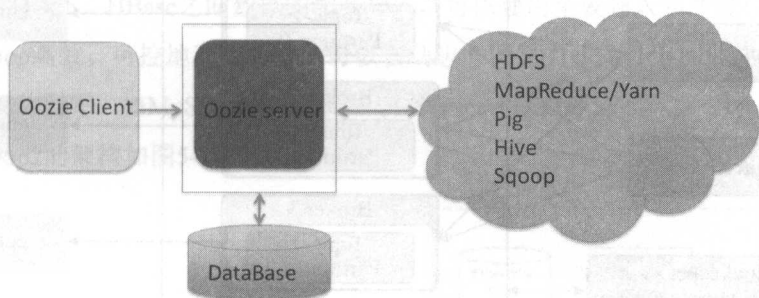 Oozie Client
Oozie server
HDFS
MapReduce/Yarn
Pig
Hive
Sqoop
DataBase